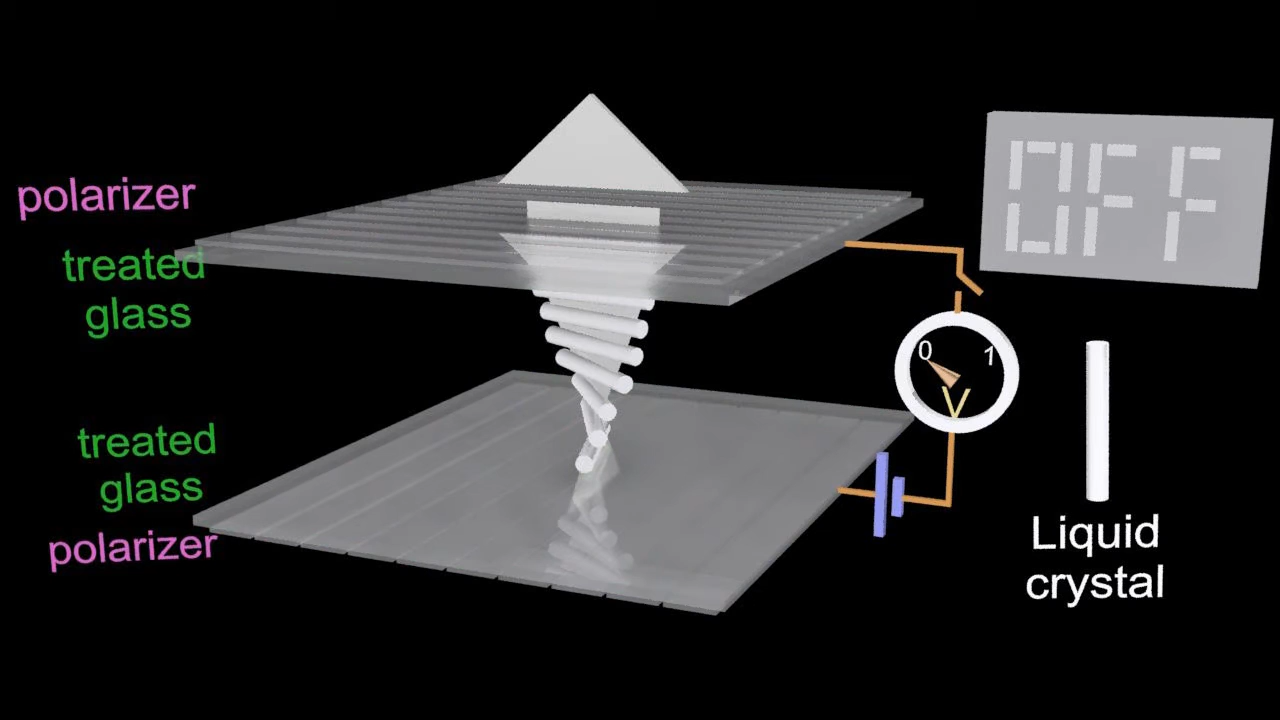 polarizer
treated
glass
treated
glass
polarizer
OFF
0 1
V
Liquid
crystal